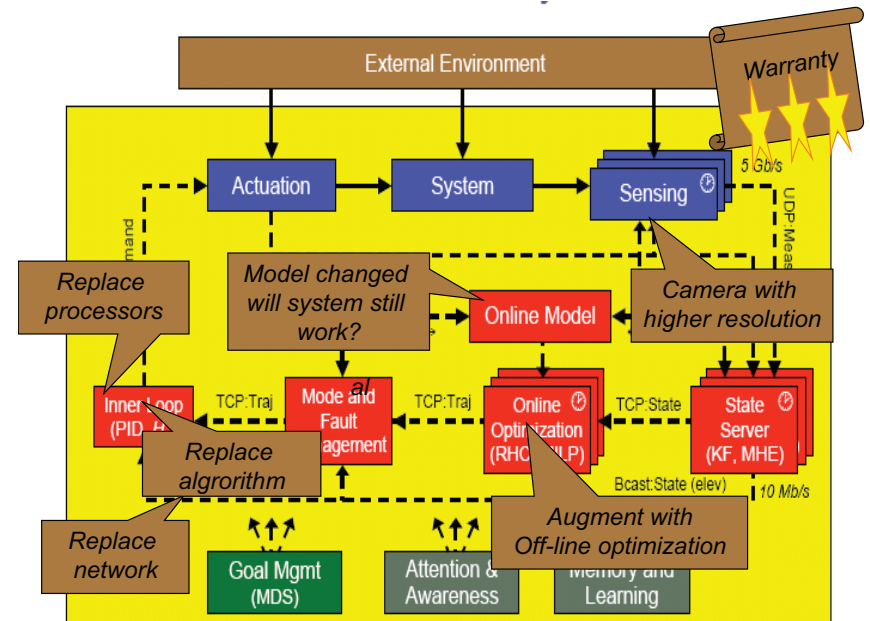 External Environment
Warranty
Actuation
System
Sensing
5 Gb/s
UDP:Meas
mand
Replace
processors
Model changed
will system still
work?
Online Model
Camera with
higher resolution
al
Inner Loop
(PID, H
TCP:Traj
Mode and
Fault
agement
TCP:Traj
Online
Optimization
(RHC, ILP)
TCP:State
State
Server
(KF, MHE)
Replace
algrorithm
Bcast:State (elev)
10 Mb/s
Replace
network
Augment with
Off-line optimization
Goal Mgmt
(MDS)
Attention &
Awareness
Memory and
Learning